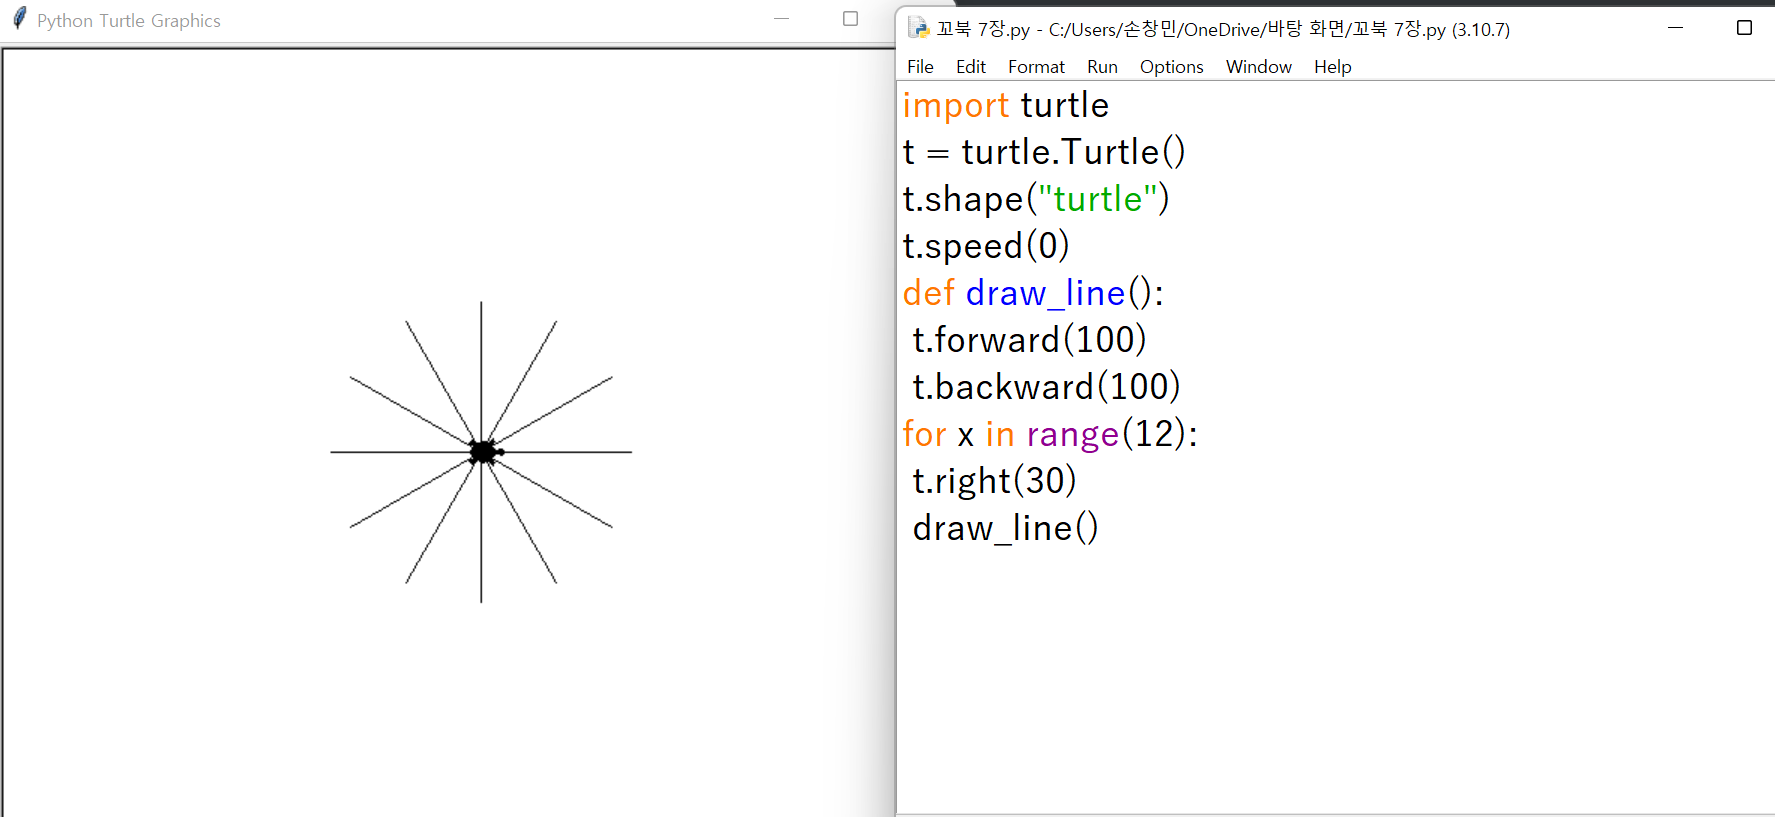 Python Turtle Graphics
꼬북 7장.py - C:/Users/손창민/OneDrive/바탕 화면/꼬북 7장.py (3.10.7)
File Edit Format Run Options Window Help
import turtle
t = turtle.Turtle()
t.shape("turtle")
t.speed(0)
def draw_line():
 t.forward(100)
 t.backward(100)
for x in range(12):
 t.right(30)
 draw_line()